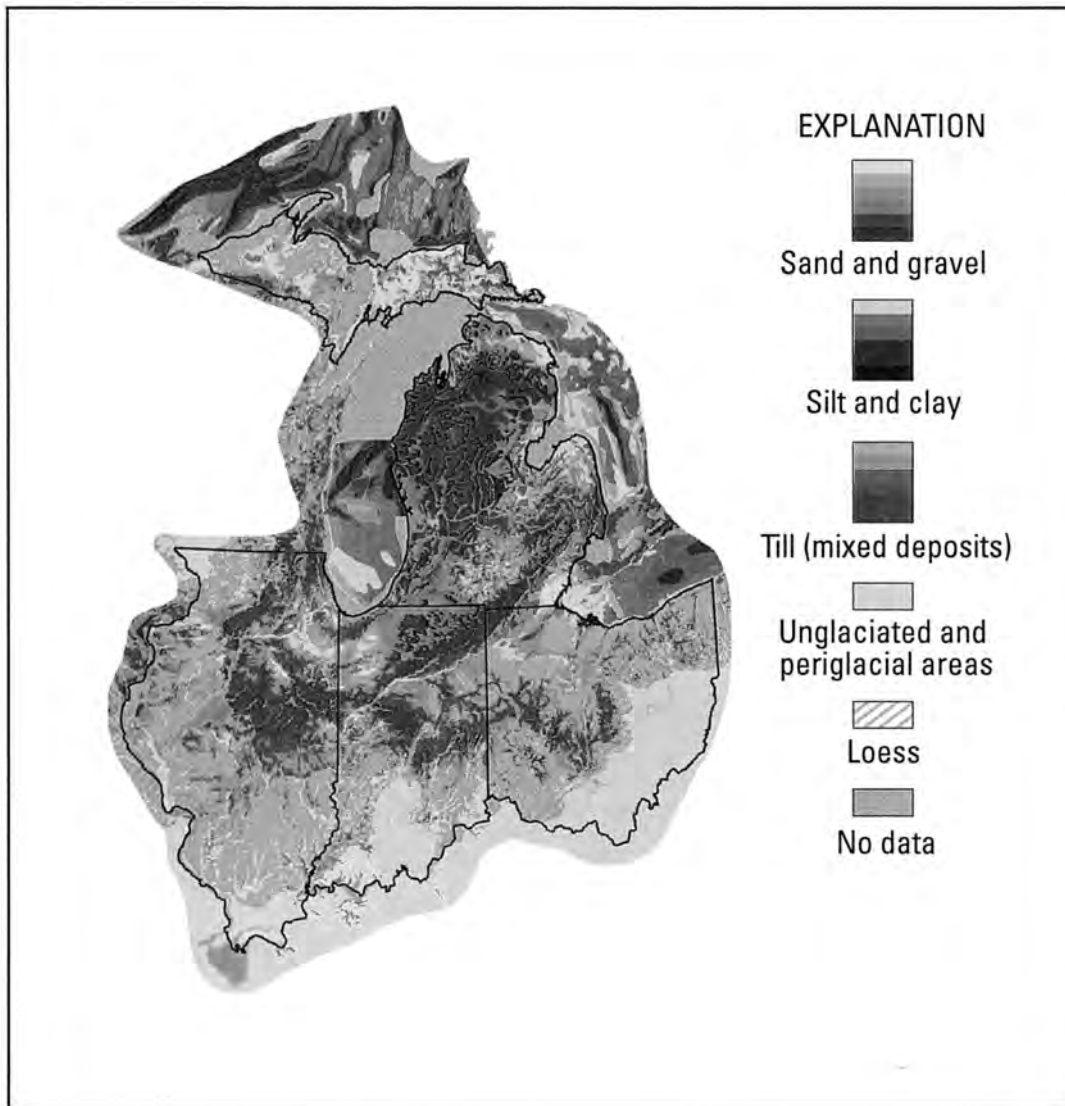 EXPLANATION
Sand and gravel
Silt and clay
Till (mixed deposits)
Unglaciated and
periglacial areas
Loess
No data